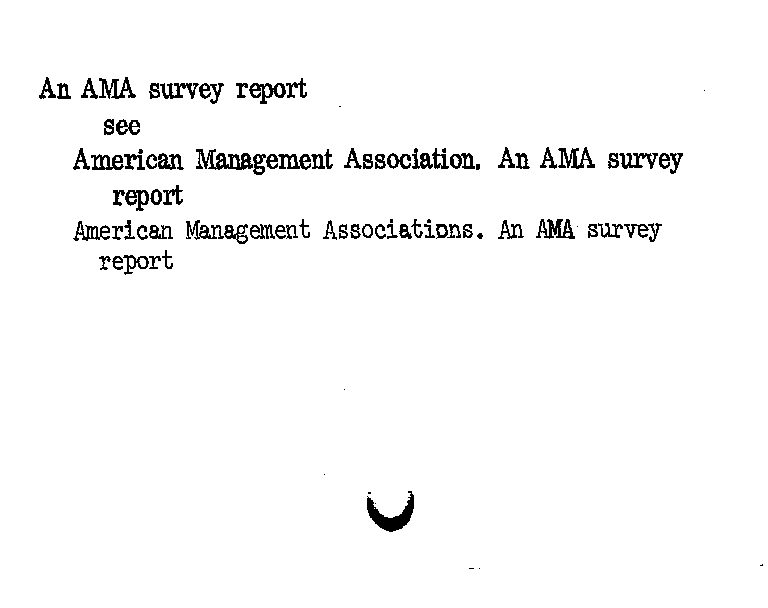 An AMA survey report
see
American Management Association. An AMA survey
report
American Management Associations. An AMA survey
report